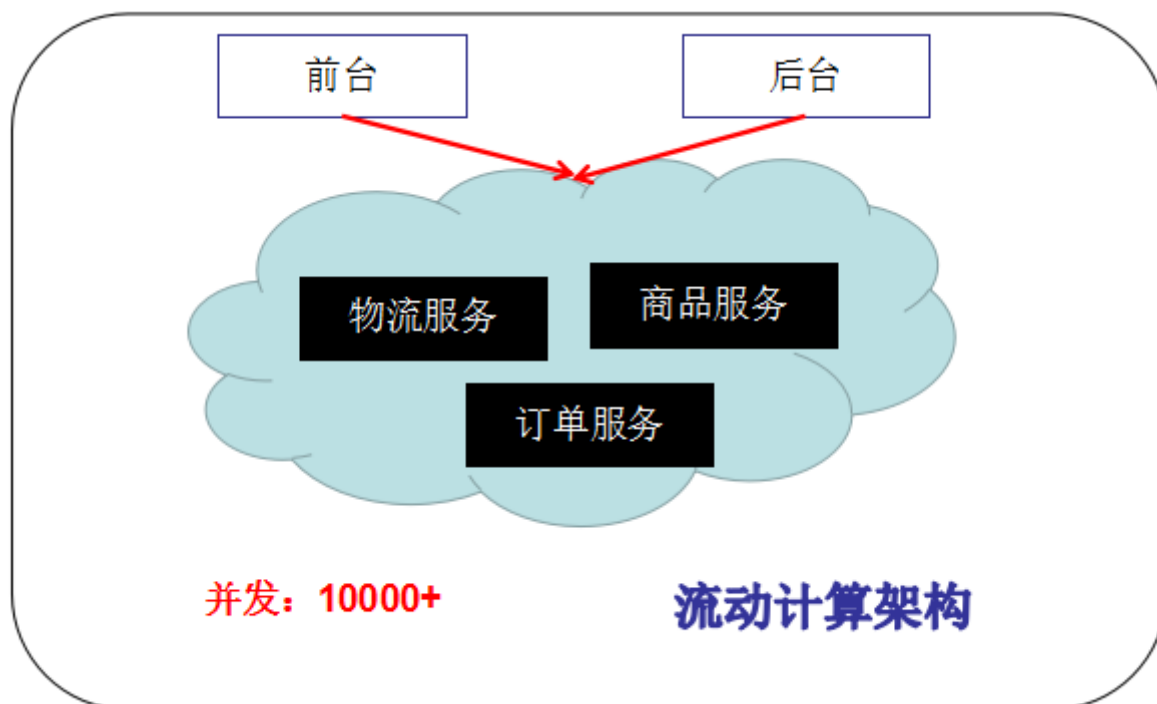 前台
后台
物流服务
商品服务
订单服务
并发：10000+
流动计算架构